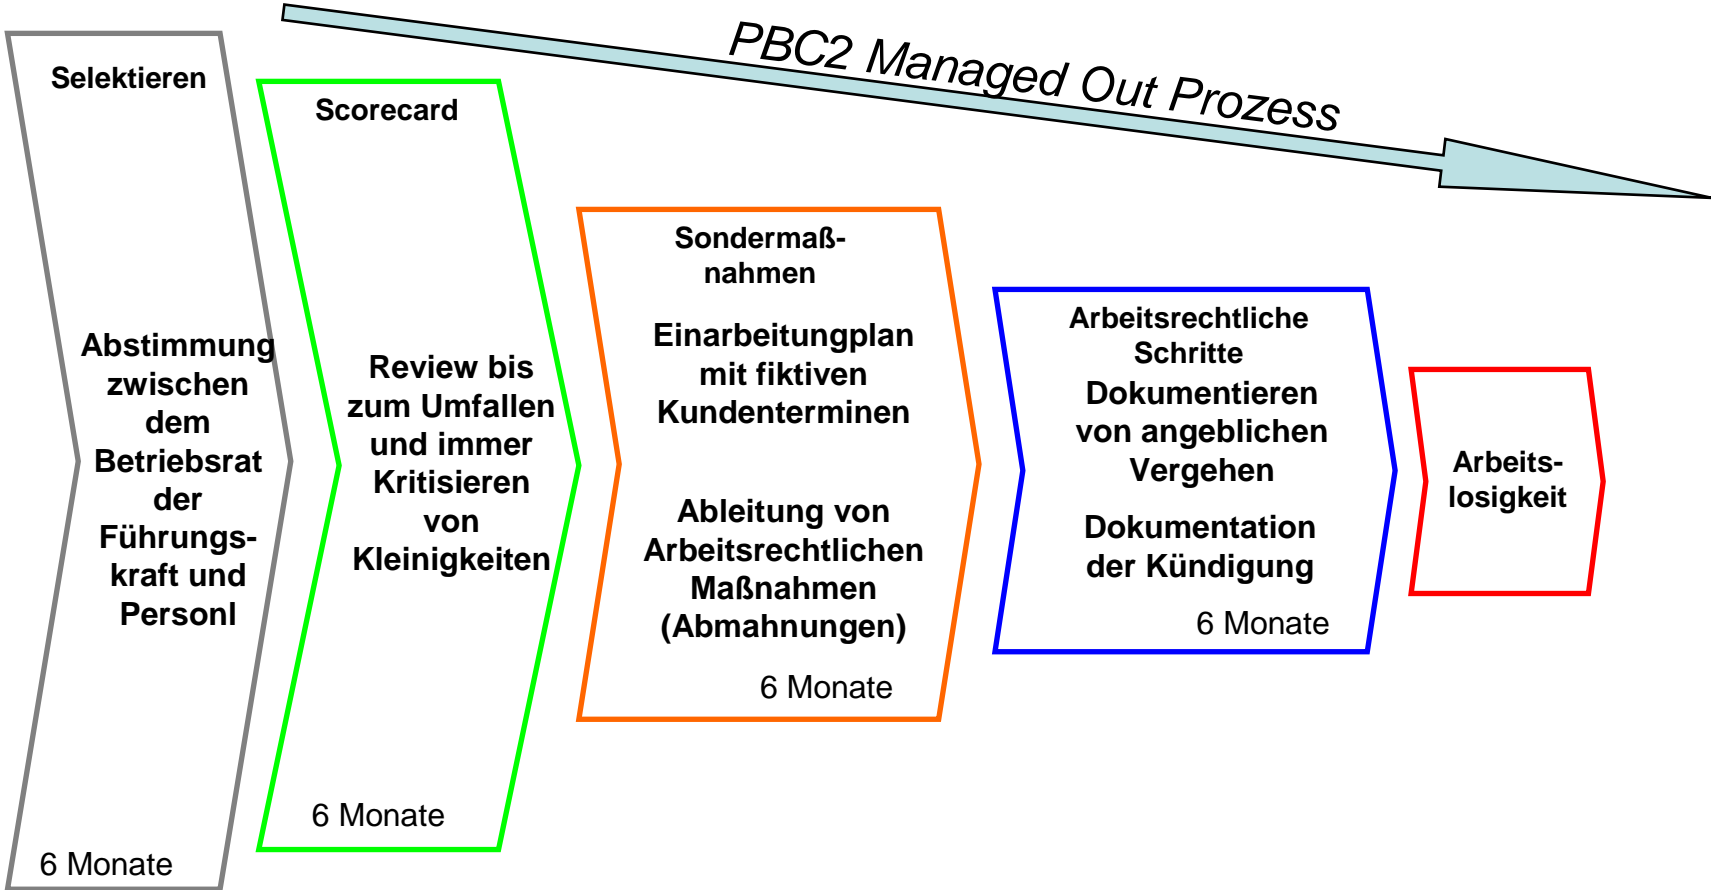 PBC2 Managed Out Prozess
Selektieren
Abstimmung
zwischen
dem
Betriebsrat
der
Führungs-
kraft und
Personl
6 Monate
Scorecard
Review bis
zum Umfallen
und immer
Kritisieren
von
Kleinigkeiten
6 Monate
Sondermaß-
nahmen
Einarbeitungplan
mit fiktiven
Kundenterminen
Ableitung von
Arbeitsrechtlichen
Maßnahmen
(Abmahnungen)
6 Monate
Arbeitsrechtliche
Schritte
Dokumentieren
von angeblichen
Vergehen
Dokumentation
der Kündigung
6 Monate
Arbeits-
losigkeit